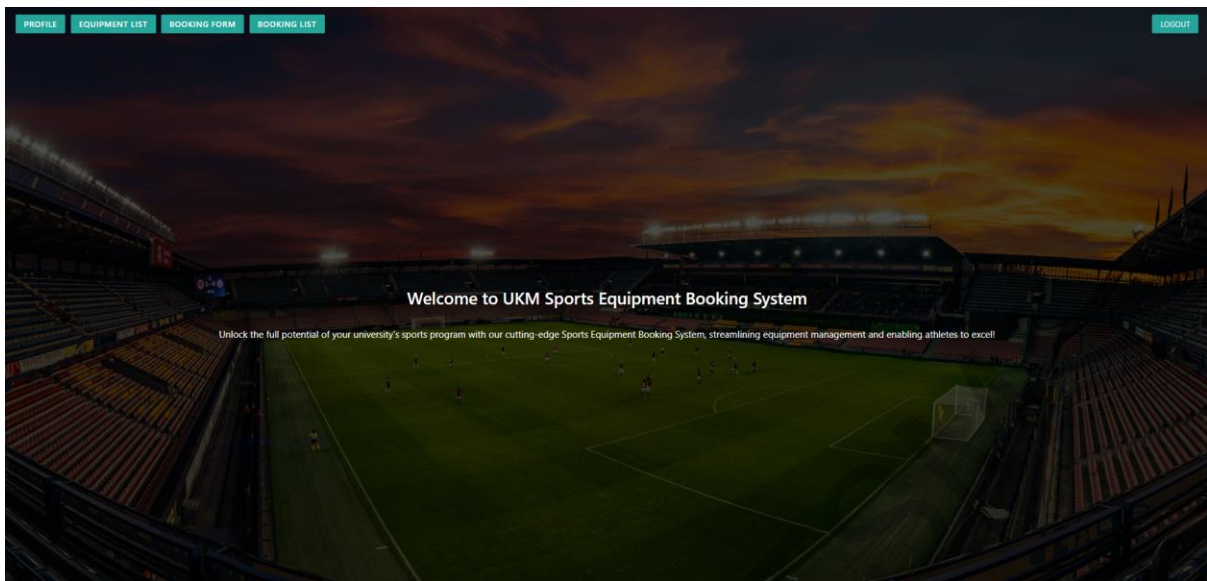 PROFILE EQUIPMENT LIST BOOKING FORM BOOKING LIST LOGOUT
Welcome to UKM Sports Equipment Booking System
Unlock the full potential of your university's sports program with our cutting-edge Sports Equipment Booking System, streamlining equipment management and enabling athletes to excel!